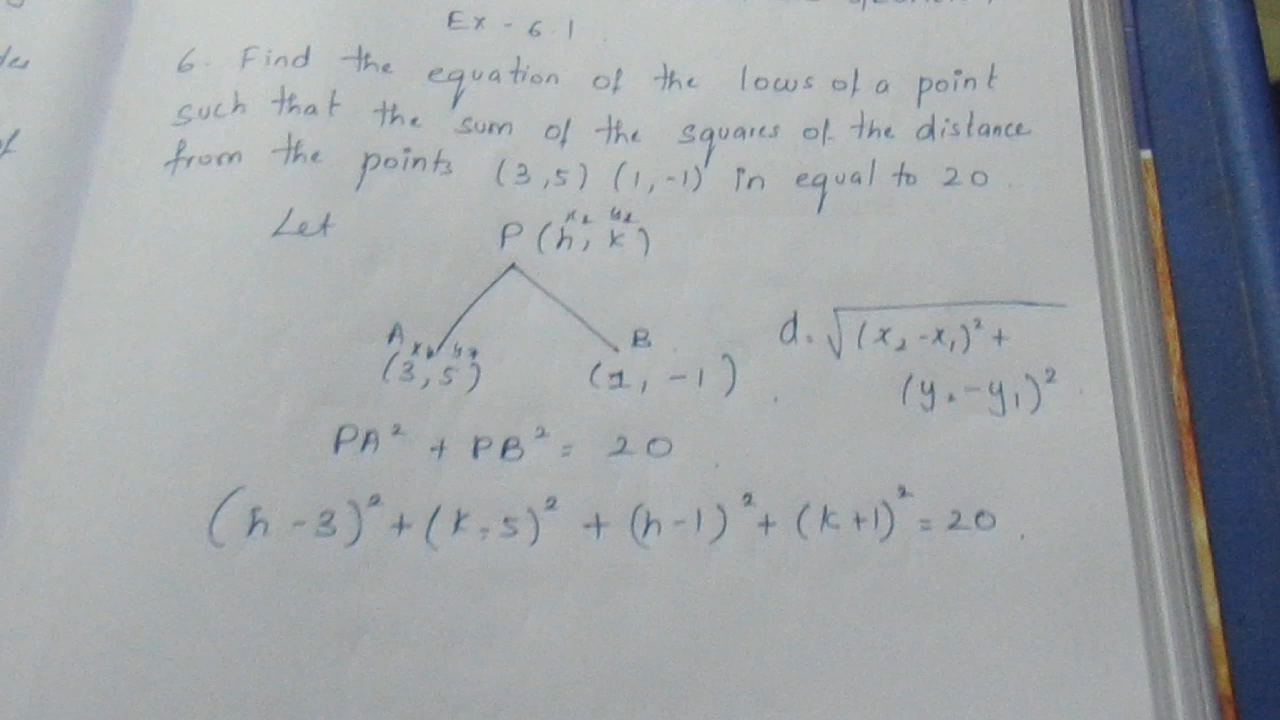 Ex - 6.1
6. Find the equation of the locus of a point
such that the sum of the squares of the distance
from the points (3,5) (1,-1) in equal to 20.
Let
x₂ y₂
P(h, k)
A
x₁ y₁
(3,5)
B
(1, -1)
d. √(x₂-x₁)² +
(y₂-y₁)²
PA² + PB² = 20
(h-3)² + (k-5)² + (h-1)² + (k+1)² = 20.